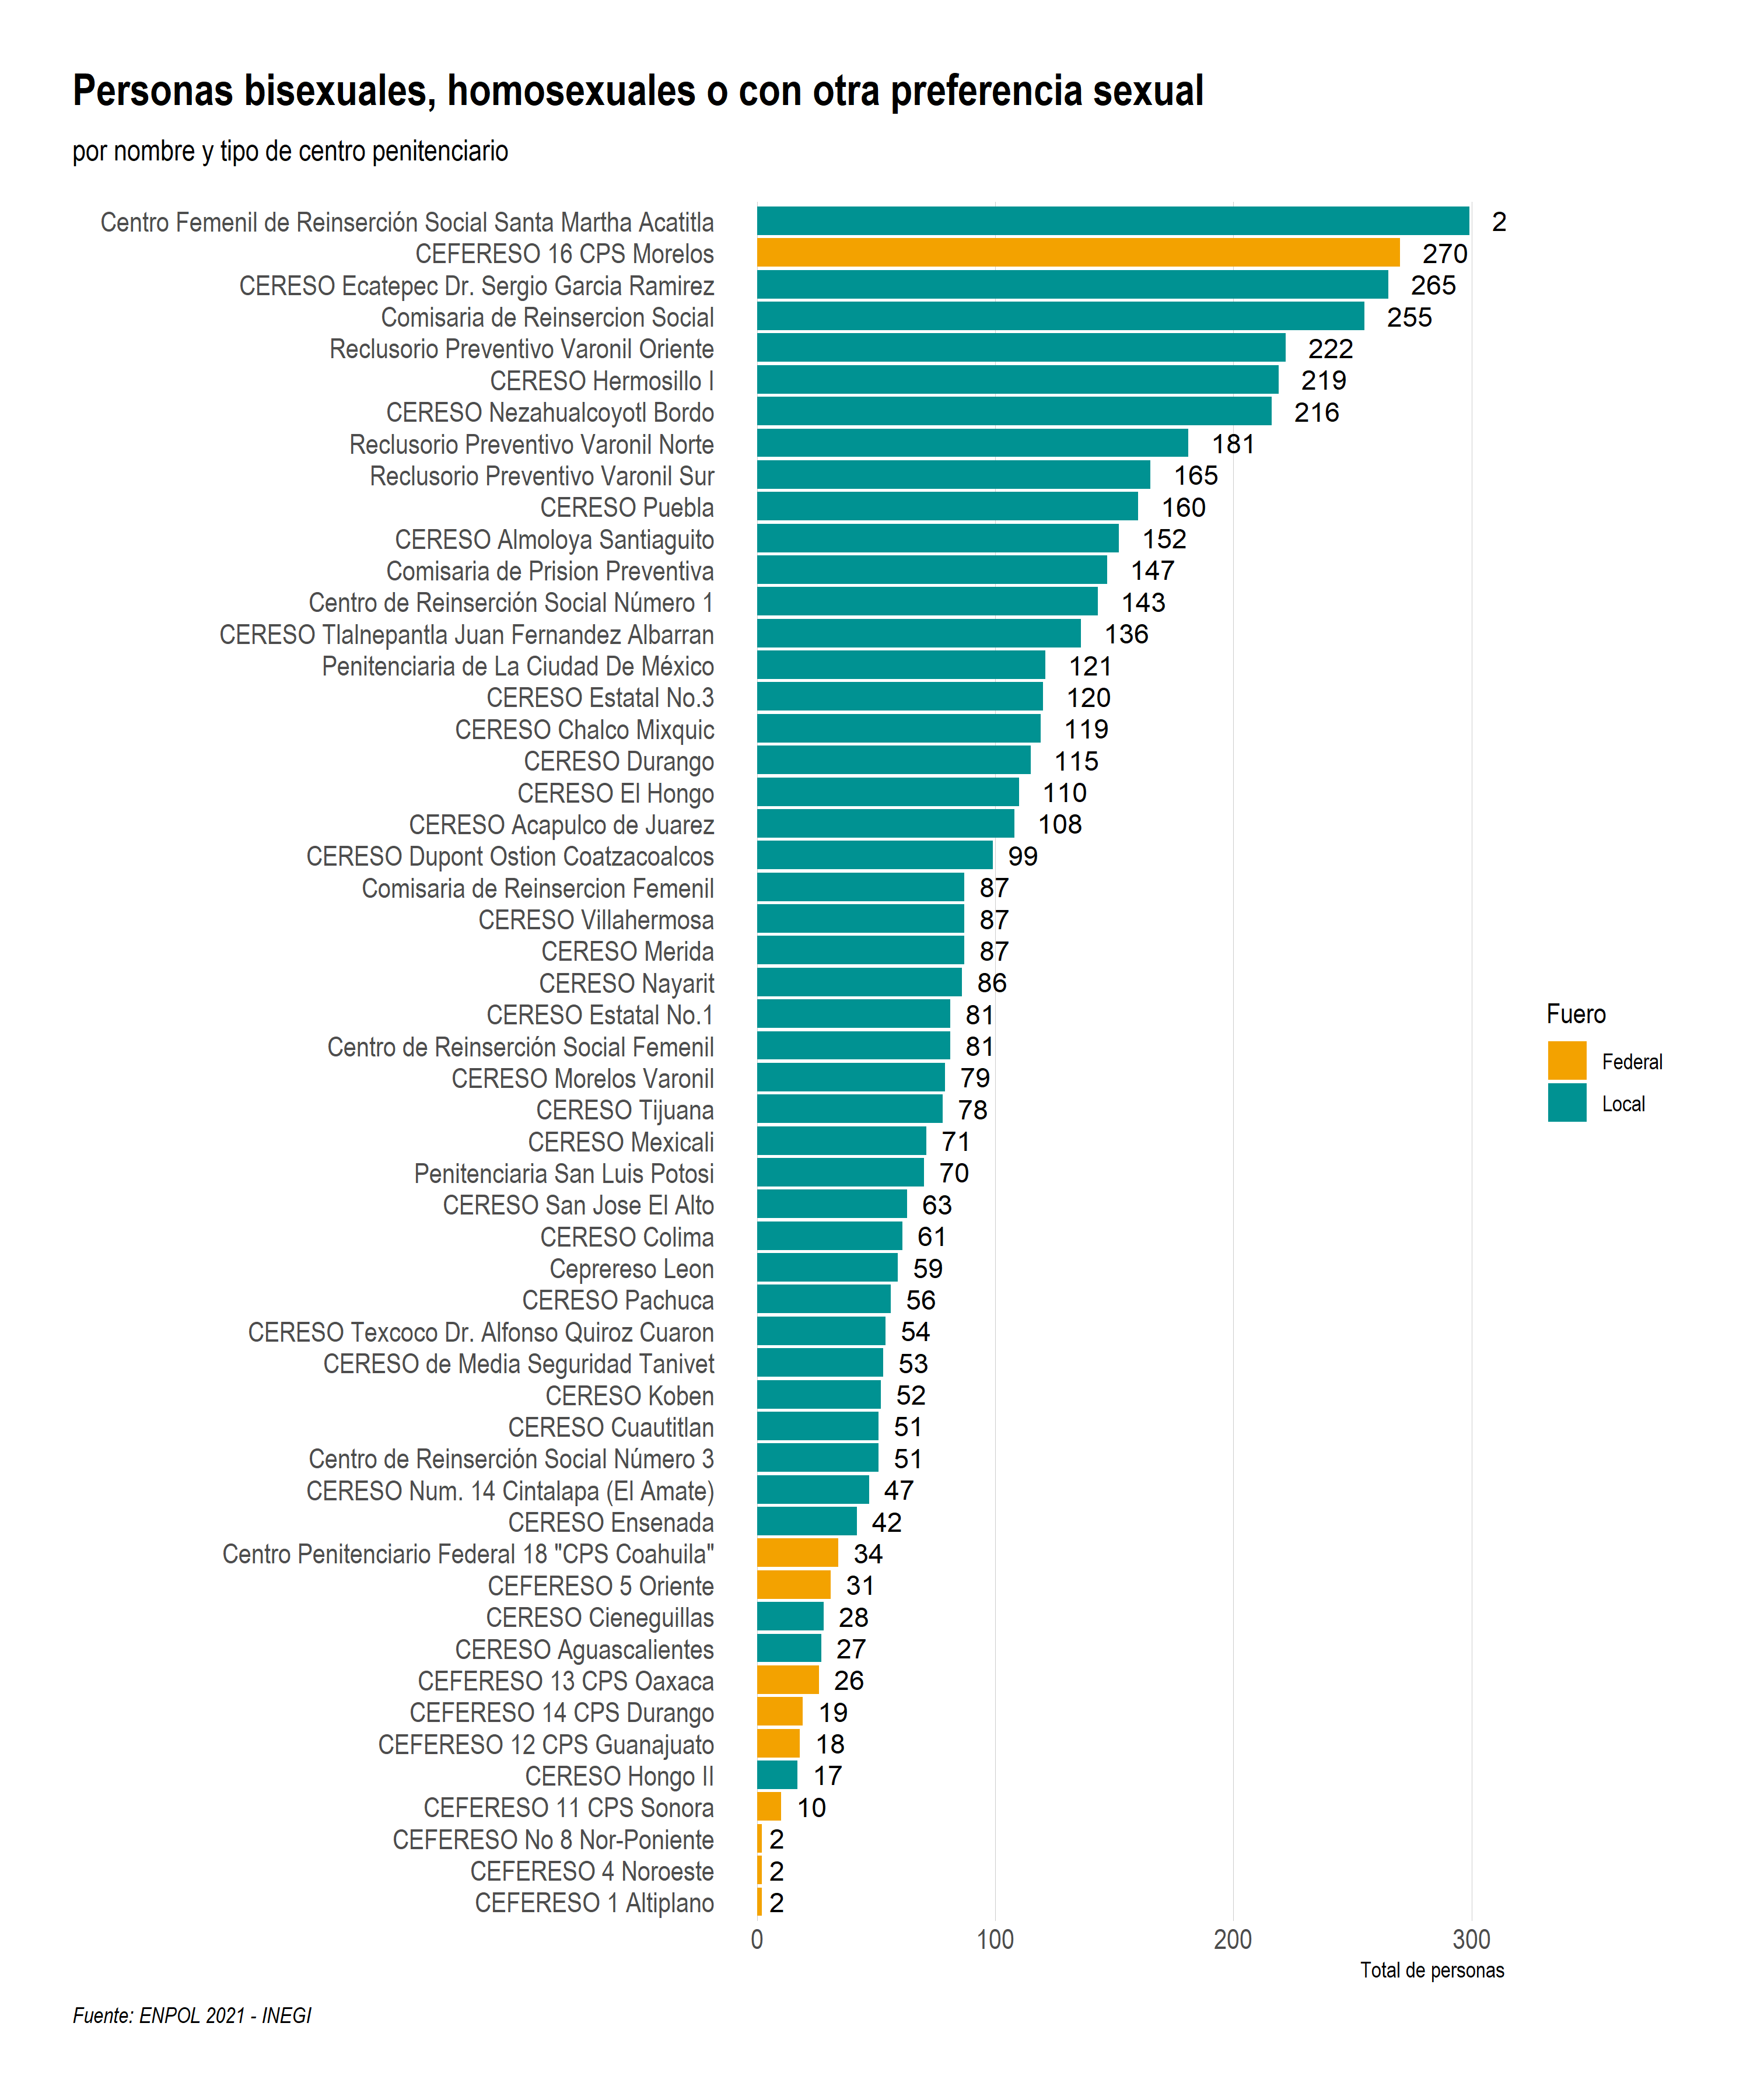 Personas bisexuales, homosexuales o con otra preferencia sexual
por nombre y tipo de centro penitenciario
Centro Femenil de Reinserción Social Santa Martha Acatitla 2
CEFERESO 16 CPS Morelos 270
CERESO Ecatepec Dr. Sergio Garcia Ramirez 265
Comisaria de Reinsercion Social 255
Reclusorio Preventivo Varonil Oriente 222
CERESO Hermosillo I 219
CERESO Nezahualcoyotl Bordo 216
Reclusorio Preventivo Varonil Norte 181
Reclusorio Preventivo Varonil Sur 165
CERESO Puebla 160
CERESO Almoloya Santiaguito 152
Comisaria de Prision Preventiva 147
Centro de Reinserción Social Número 1 143
CERESO Tlalnepantla Juan Fernandez Albarran 136
Penitenciaria de La Ciudad De México 121
CERESO Estatal No.3 120
CERESO Chalco Mixquic 119
CERESO Durango 115
CERESO El Hongo 110
CERESO Acapulco de Juarez 108
CERESO Dupont Ostion Coatzacoalcos 99
Comisaria de Reinsercion Femenil 87
CERESO Villahermosa 87
CERESO Merida 87
CERESO Nayarit 86
CERESO Estatal No.1 81
Centro de Reinserción Social Femenil 81
CERESO Morelos Varonil 79
CERESO Tijuana 78
CERESO Mexicali 71
Penitenciaria San Luis Potosi 70
CERESO San Jose El Alto 63
CERESO Colima 61
Ceprereso Leon 59
CERESO Pachuca 56
CERESO Texcoco Dr. Alfonso Quiroz Cuaron 54
CERESO de Media Seguridad Tanivet 53
CERESO Koben 52
CERESO Cuautitlan 51
Centro de Reinserción Social Número 3 51
CERESO Num. 14 Cintalapa (El Amate) 47
CERESO Ensenada 42
Centro Penitenciario Federal 18 "CPS Coahuila" 34
CEFERESO 5 Oriente 31
CERESO Cieneguillas 28
CERESO Aguascalientes 27
CEFERESO 13 CPS Oaxaca 26
CEFERESO 14 CPS Durango 19
CEFERESO 12 CPS Guanajuato 18
CERESO Hongo II 17
CEFERESO 11 CPS Sonora 10
CEFERESO No 8 Nor-Poniente 2
CEFERESO 4 Noroeste 2
CEFERESO 1 Altiplano 2
0 100 200 300
Total de personas
Fuero
Federal
Local
Fuente: ENPOL 2021 - INEGI